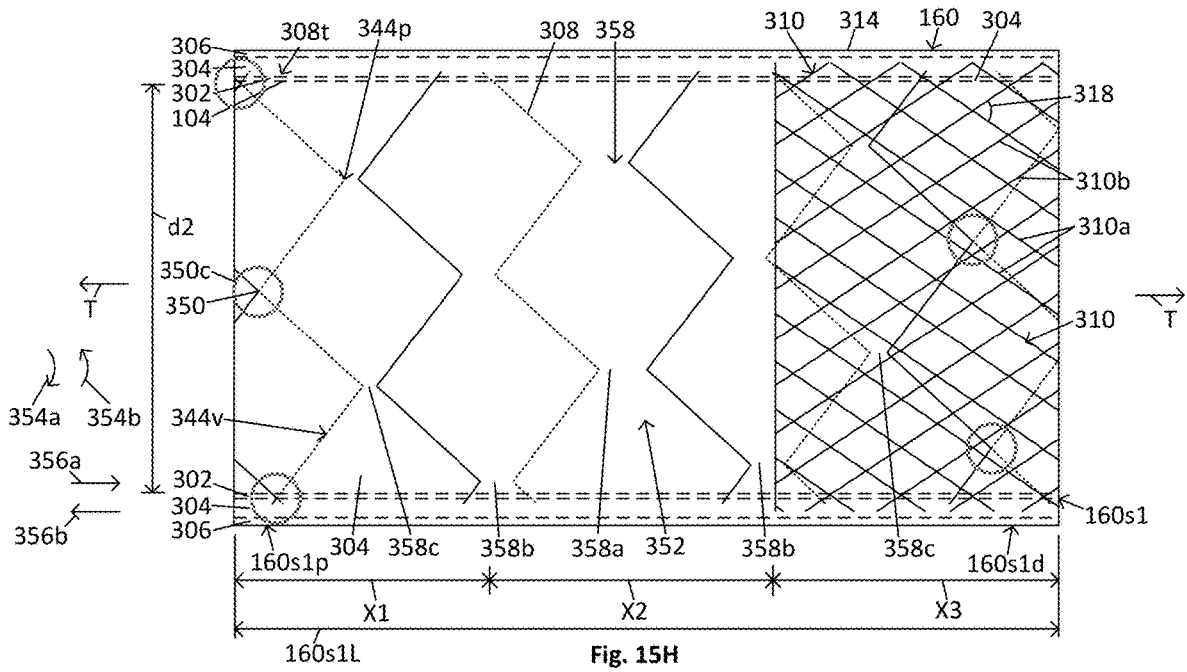 308t
344p
308
358
310
314
160
304
306
304
302
104
318
310b
d2
310a
350c
350
T
T
310
354a
354b
344v
356a
302
304
306
356b
160s1
160s1p
304
358c
358b
358a
352
358b
358c
160s1d
X1
X2
X3
160s1L
Fig. 15H